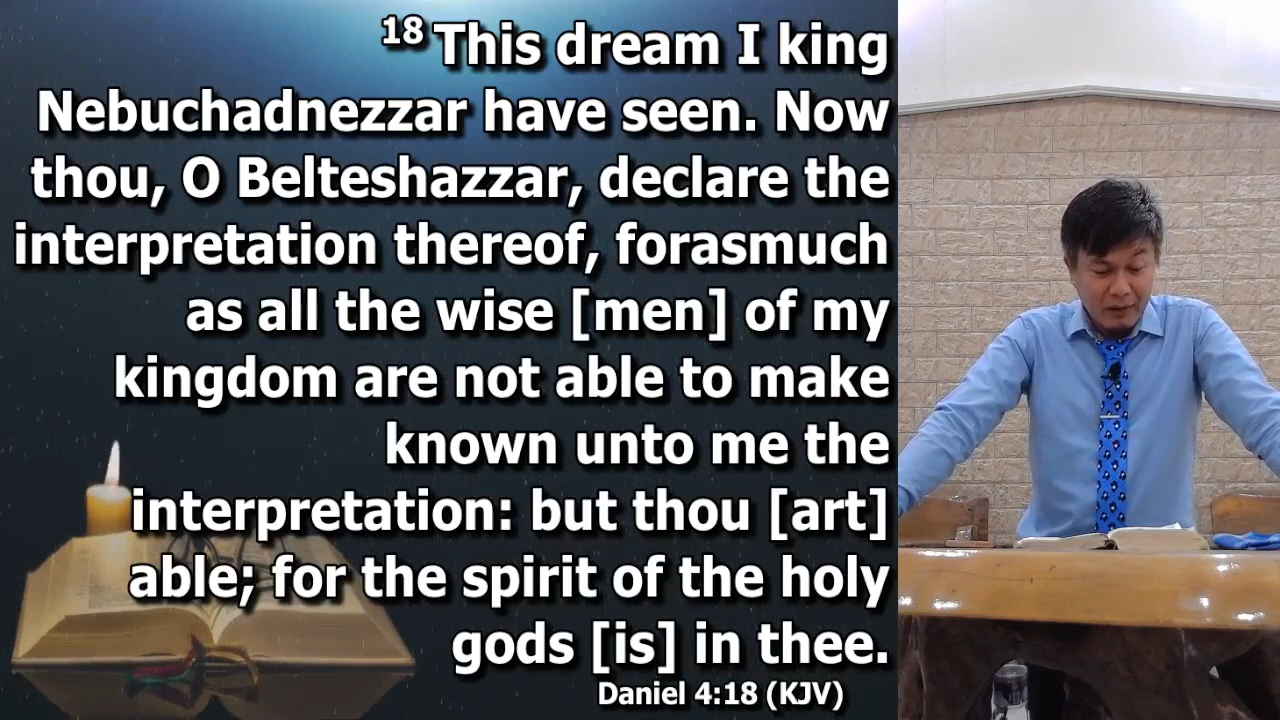 18 This dream I king
Nebuchadnezzar have seen. Now
thou, O Belteshazzar, declare the
interpretation thereof, forasmuch
as all the wise [men] of my
kingdom are not able to make
known unto me the
interpretation: but thou [art]
able; for the spirit of the holy
gods [is] in thee.
Daniel 4:18 (KJV)